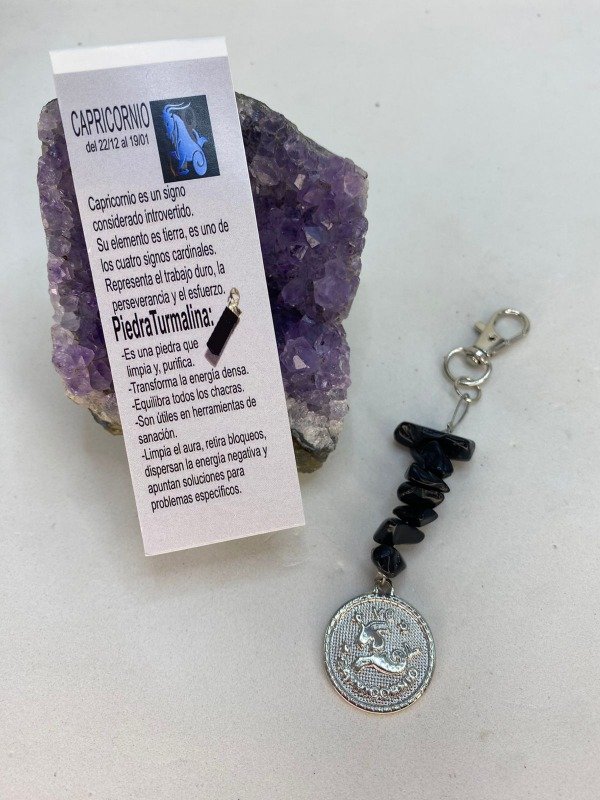 CAPRICORNIO
del 22/12 al 19/01
Capricornio es un signo
considerado introvertido.
Su elemento es tierra, es uno de
los cuatro signos cardinales.
Representa el trabajo duro, la
perseverancia y el esfuerzo.
PiedraTurmalina:
-Es una piedra que
limpia y, purifica.
-Transforma la energía densa.
-Equilibra todos los chacras.
-Son útiles en herramientas de
sanación.
-Limpia el aura, retira bloqueos,
dispersan la energía negativa y
apuntan soluciones para
problemas específicos.